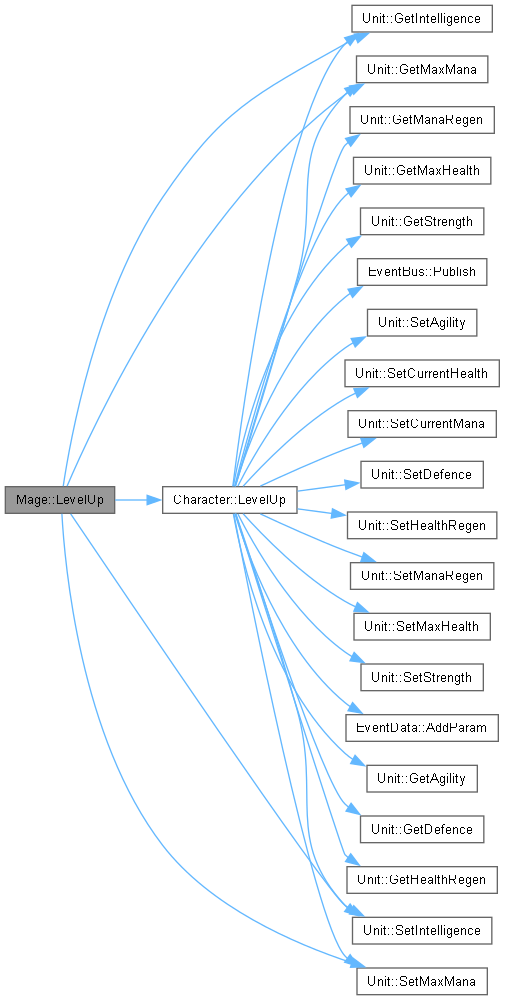 Unit::GetIntelligence
Unit::GetMaxMana
Unit::GetManaRegen
Unit::GetMaxHealth
Unit::GetStrength
EventBus::Publish
Unit::SetAgility
Unit::SetCurrentHealth
Unit::SetCurrentMana
Unit::SetDefence
Mage::LevelUp
Character::LevelUp
Unit::SetHealthRegen
Unit::SetManaRegen
Unit::SetMaxHealth
Unit::SetStrength
EventData::AddParam
Unit::GetAgility
Unit::GetDefence
Unit::GetHealthRegen
Unit::SetIntelligence
Unit::SetMaxMana